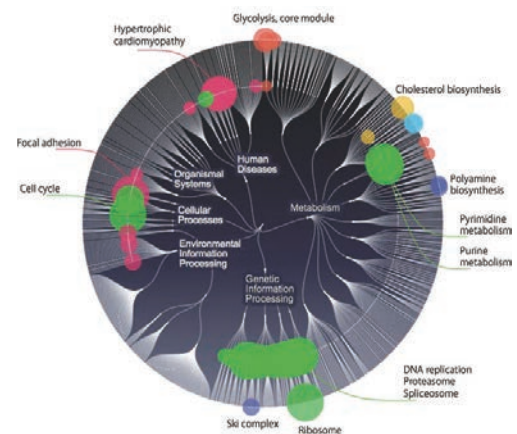 Glycolysis, core module
Hypertrophic
cardiomyopathy
Cholesterol biosynthesis
Focal adhesion
Human
Diseases
Organismal
Systems
Cell cycle
Polyamine
biosynthesis
Cellular
Processes
Metabolism
Pyrimidine
metabolism
Environmental
Information
Processing
Purine
metabolism
Genetic
Information
Processing
DNA replication
Proteasome
Spliceosome
Ski complex
Ribosome